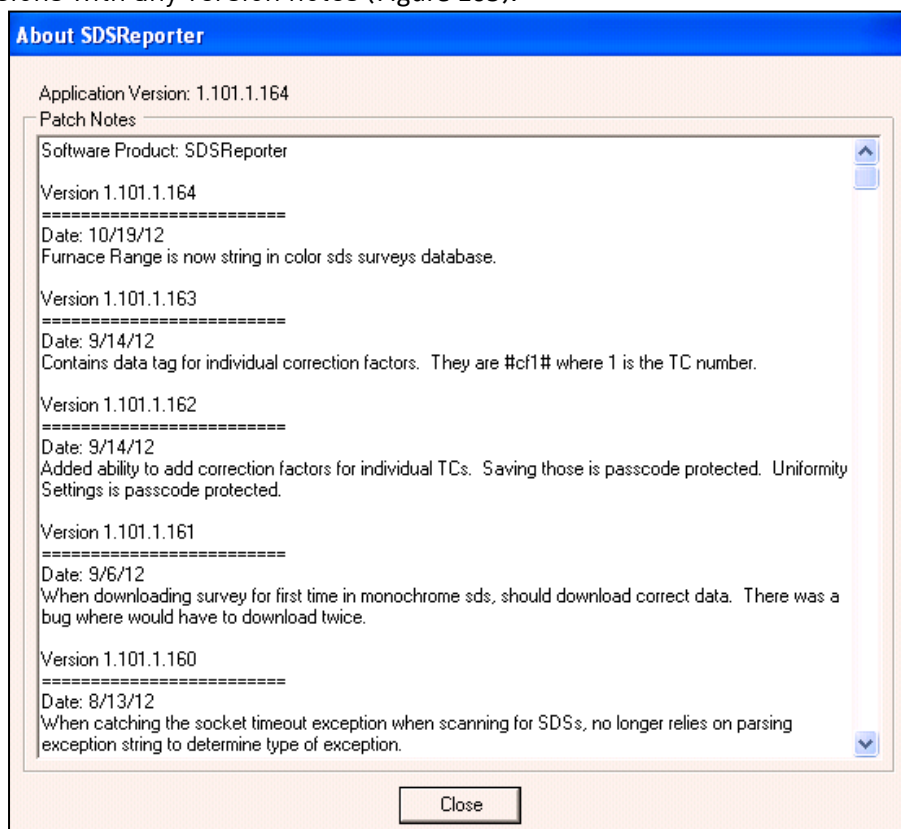 with any version notes
About SDSReporter
Application Version: 1.101.1.164
Patch Notes
Software Product: SDSReporter
Version 1.101.1.164
=========================
Date: 10/19/12
Furnace Range is now string in color sds surveys database.
Version 1.101.1.163
=========================
Date: 9/14/12
Contains data tag for individual correction factors.  They are #cf1# where 1 is the TC number.
Version 1.101.1.162
=========================
Date: 9/14/12
Added ability to add correction factors for individual TCs.  Saving those is passcode protected.  Uniformity
Settings is passcode protected.
Version 1.101.1.161
=========================
Date: 9/6/12
When downloading survey for first time in monochrome sds, should download correct data.  There was a
bug where would have to download twice.
Version 1.101.1.160
=========================
Date: 8/13/12
When catching the socket timeout exception when scanning for SDSs, no longer relies on parsing
exception string to determine type of exception.
Close